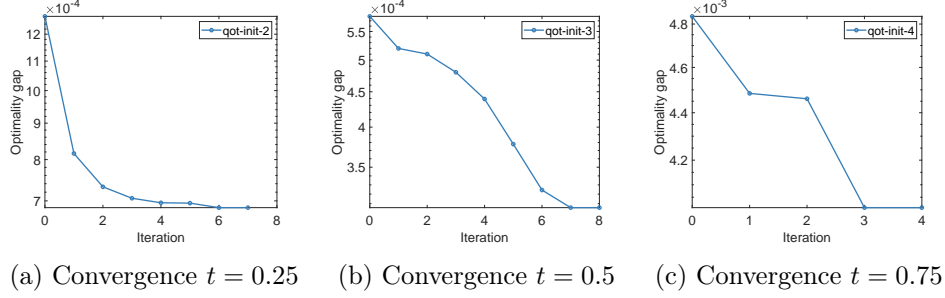 ×10⁻⁴
12
11
10
9
8
7
Optimality gap
0 2 4 6 8
Iteration
qot-init-2
×10⁻⁴
5.5
5
4.5
4
3.5
Optimality gap
0 2 4 6 8
Iteration
qot-init-3
×10⁻³
4.8
4.6
4.4
4.2
Optimality gap
0 1 2 3 4
Iteration
qot-init-4
(a) Convergence t = 0.25
(b) Convergence t = 0.5
(c) Convergence t = 0.75